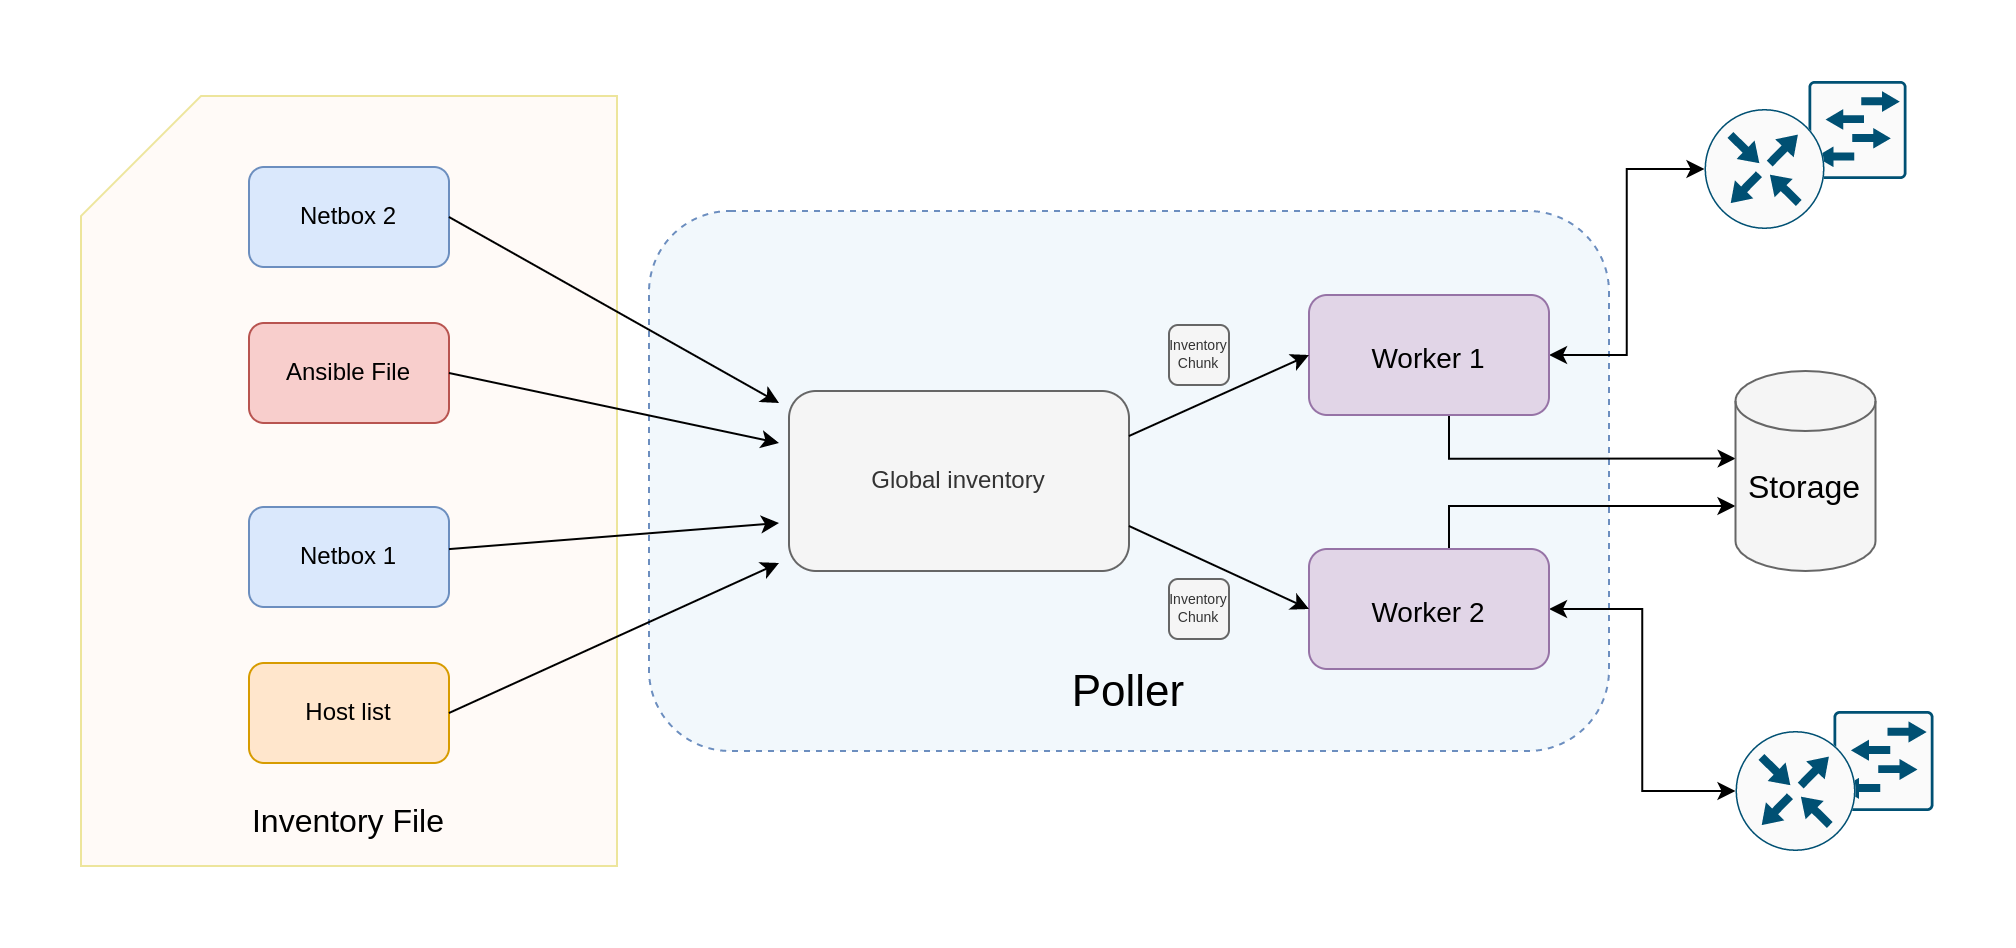 Netbox 2
Ansible File
Netbox 1
Host list
Inventory File
Global inventory
Inventory
Chunk
Inventory
Chunk
Worker 1
Worker 2
Poller
Storage